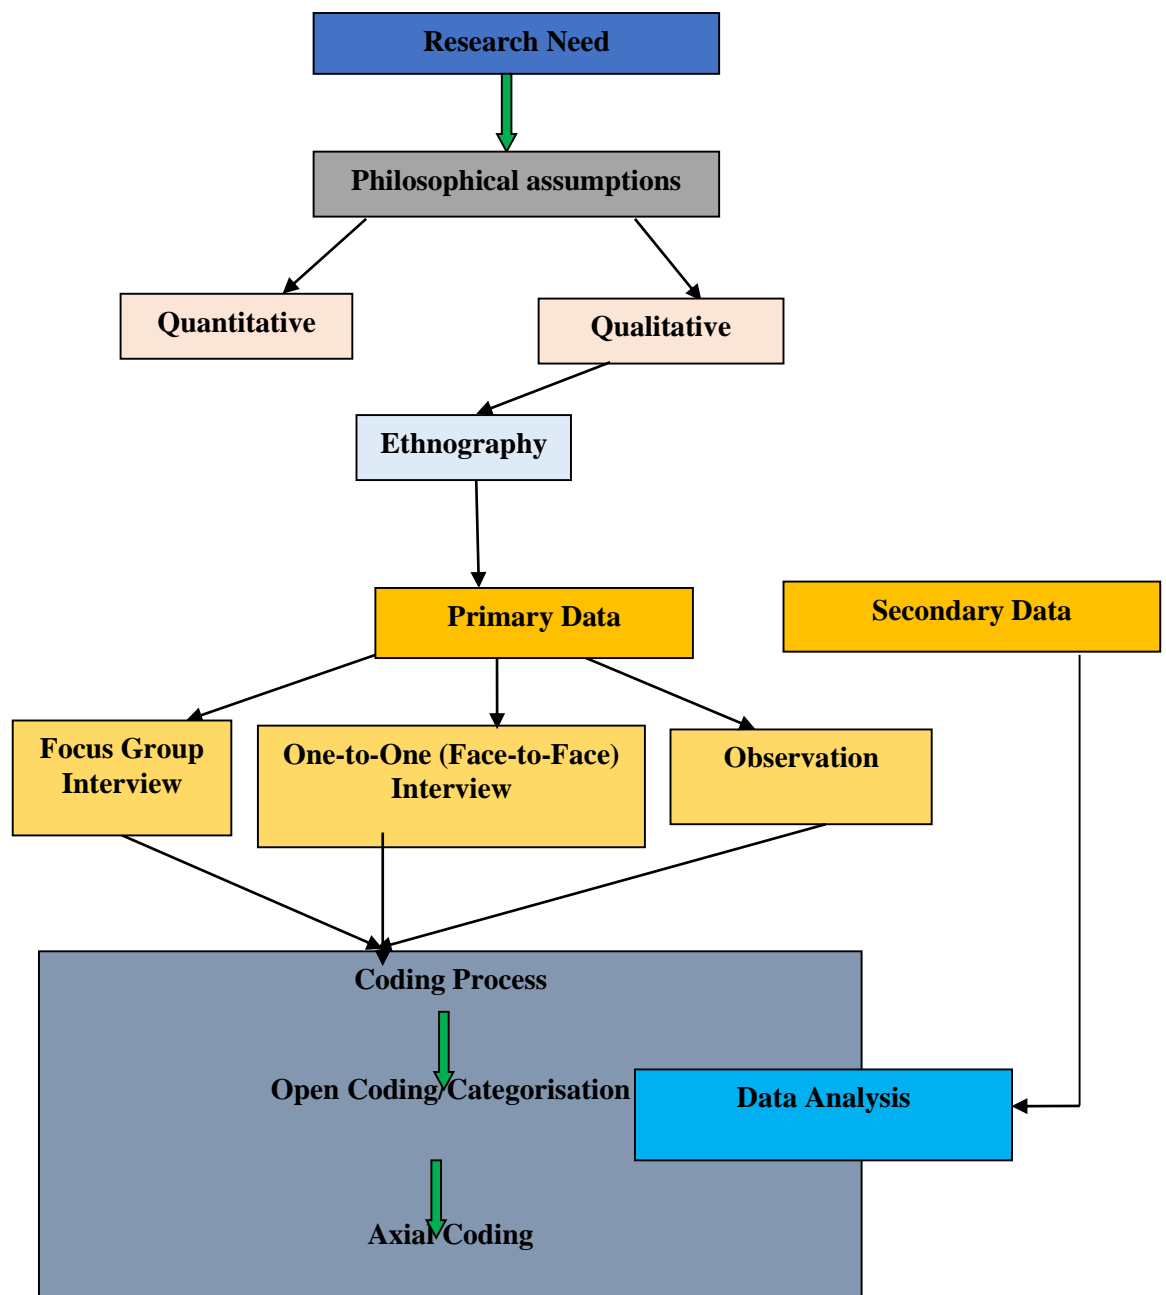 Research Need
Philosophical assumptions
Quantitative
Qualitative
Ethnography
Primary Data
Secondary Data
Focus Group
Interview
One-to-One (Face-to-Face)
Interview
Observation
Coding Process
Open Coding/Categorisation
Data Analysis
Axial Coding